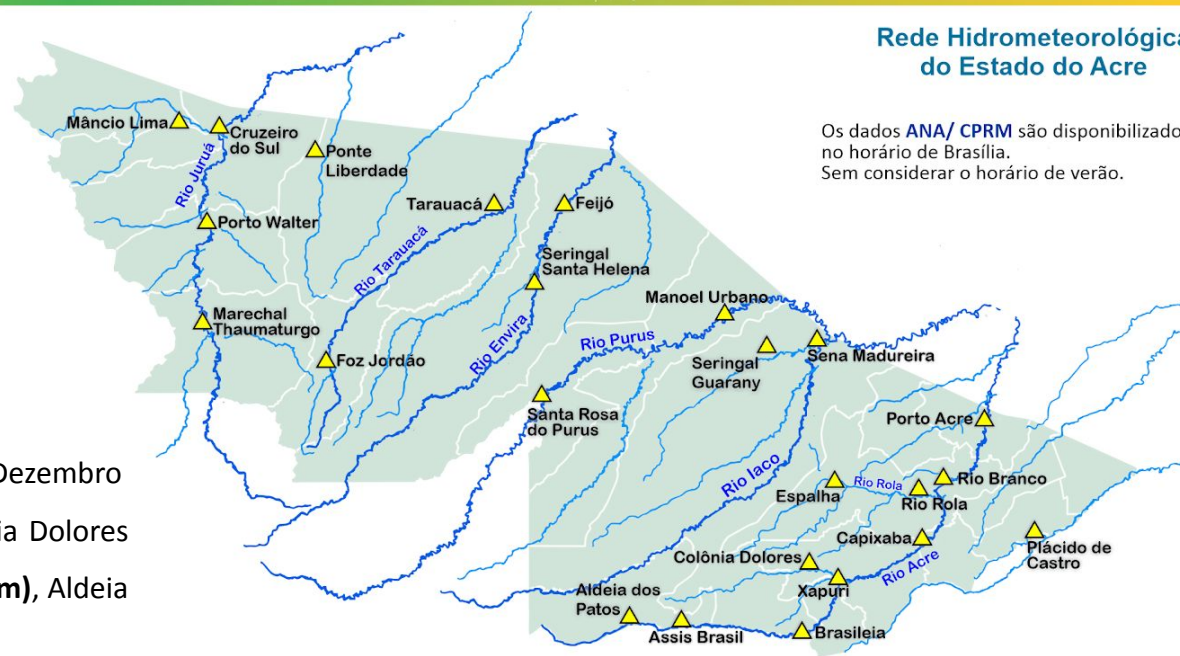 Rede Hidrometeorológica
do Estado do Acre
Os dados ANA/ CPRM são disponibilizado
no horário de Brasília.
Sem considerar o horário de verão.
Mâncio Lima
Cruzeiro
do Sul
Ponte
Liberdade
Rio Juruá
Porto Walter
Tarauacá
Feijó
Rio Tarauacá
Seringal
Santa Helena
Marechal
Thaumaturgo
Foz Jordão
Rio Envira
Manoel Urbano
Rio Purus
Seringal
Guarany
Sena Madureira
Santa Rosa
do Purus
Porto Acre
Rio Iaco
Espalha
Rio Rola
Rio Branco
Rio Rola
Capixaba
Plácido de
Castro
Colônia Dolores
Rio Acre
Xapuri
Aldeia dos
Patos
Assis Brasil
Brasileia
Dezembro
ia Dolores
m), Aldeia